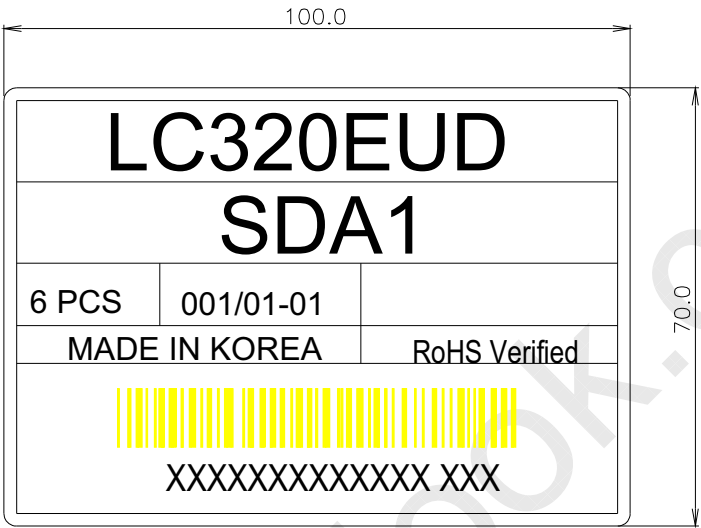 100.0
LC320EUD
SDA1
70.0
6 PCS 001/01-01
MADE IN KOREA RoHS Verified
XXXXXXXXXXXXX XXX